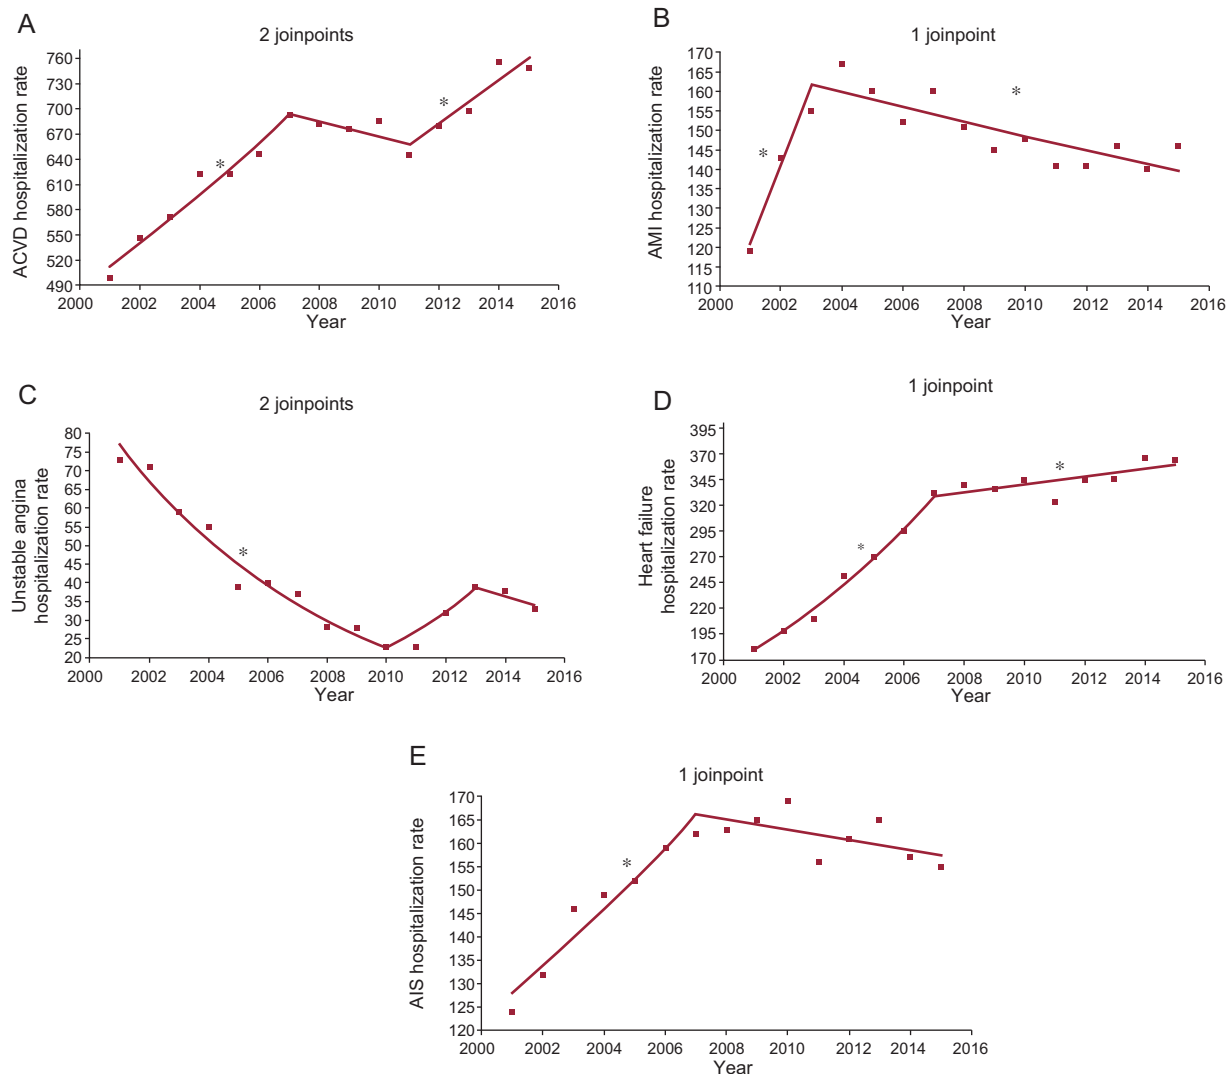 A
2 joinpoints
ACVD hospitalization rate
760
730
700
670
640
610
580
550
520
490
*
*
2000 2002 2004 2006 2008 2010 2012 2014 2016
Year
B
1 joinpoint
AMI hospitalization rate
170
165
160
155
150
145
140
135
130
125
120
115
110
*
*
2000 2002 2004 2006 2008 2010 2012 2014 2016
Year
C
2 joinpoints
Unstable angina
hospitalization rate
80
75
70
65
60
55
50
45
40
35
30
25
20
*
2000 2002 2004 2006 2008 2010 2012 2014 2016
Year
D
1 joinpoint
Heart failure
hospitalization rate
395
370
345
295
270
245
220
195
170
*
*
2000 2002 2004 2006 2008 2010 2012 2014 2016
Year
E
1 joinpoint
AIS hospitalization rate
170
165
160
155
150
145
140
135
130
125
120
*
2000 2002 2004 2006 2008 2010 2012 2014 2016
Year